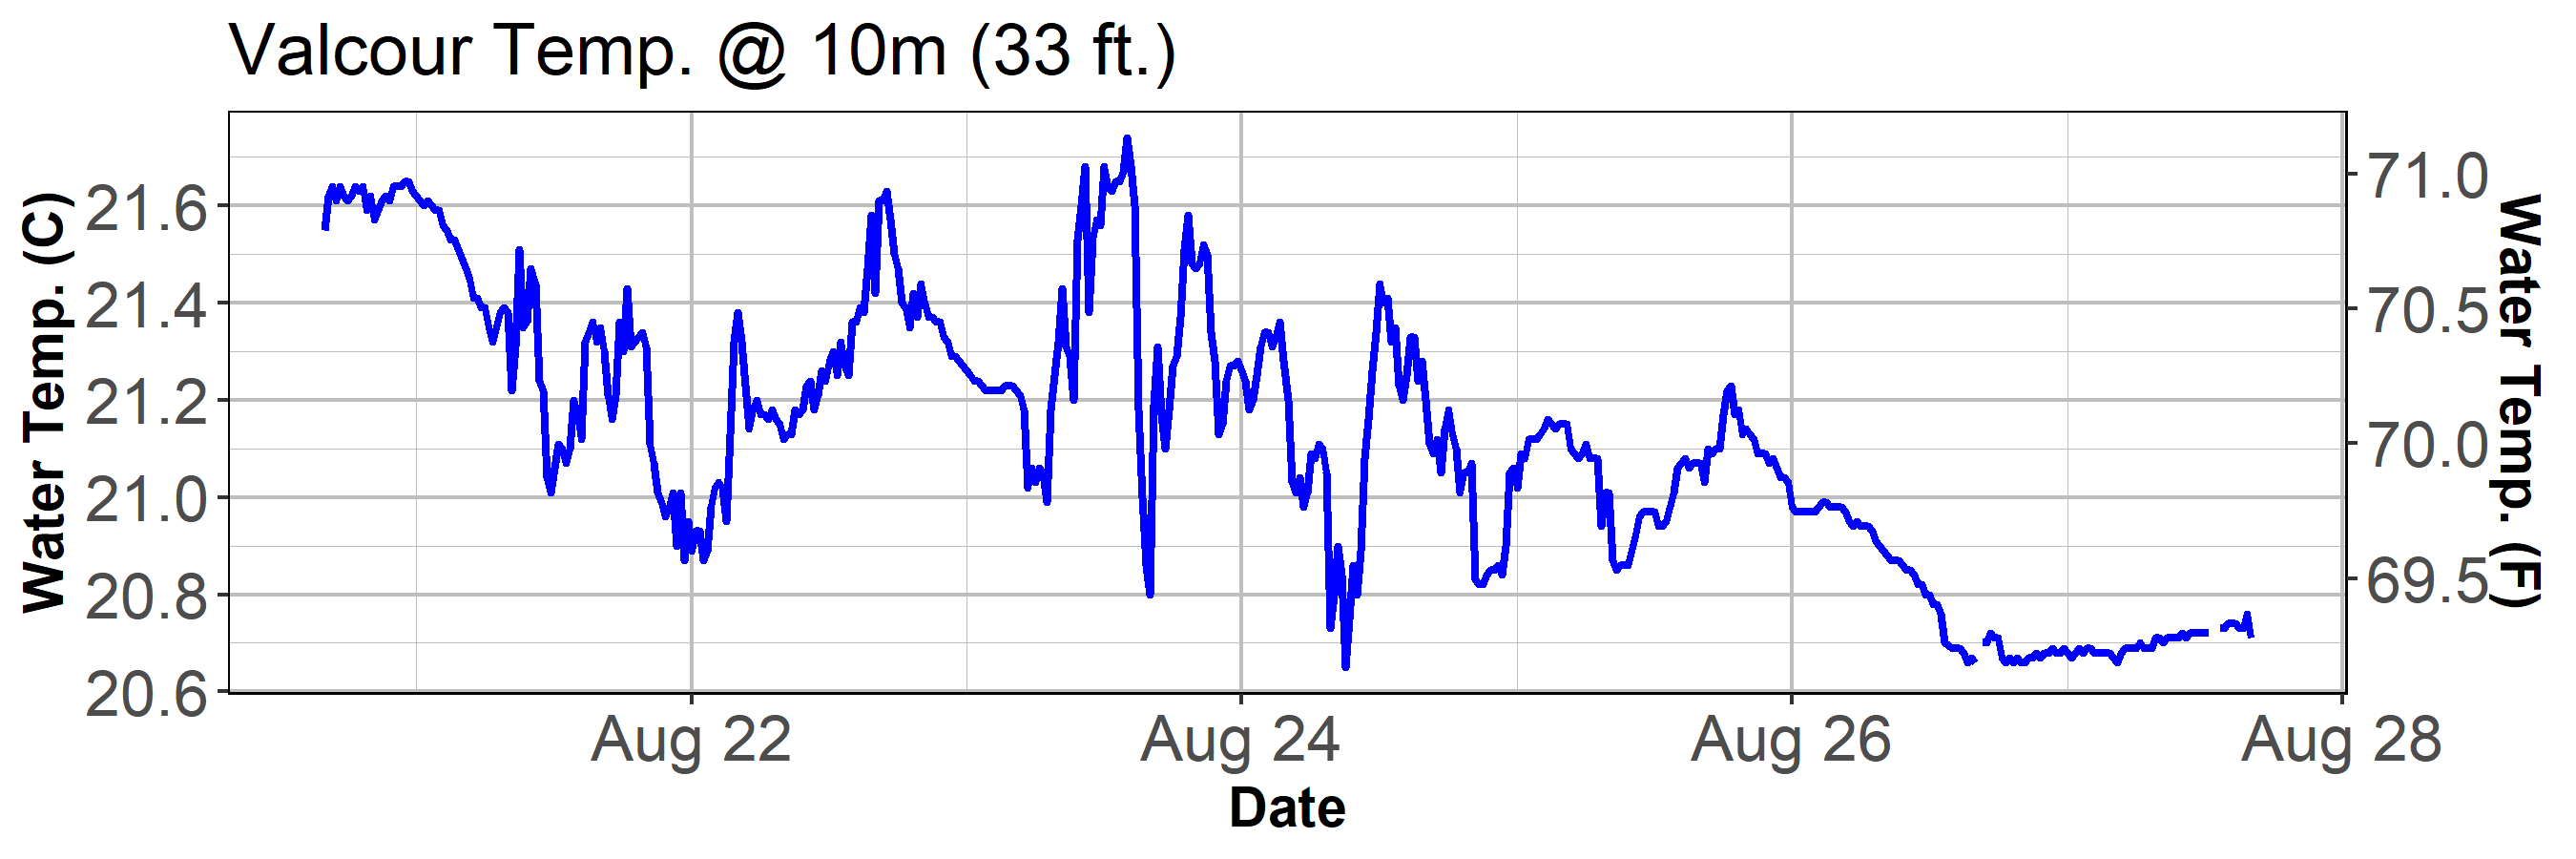 Valcour Temp. @ 10m (33 ft.)
Water Temp. (C)
21.6
21.4
21.2
21.0
20.8
20.6
71.0
70.5
70.0
69.5
Water Temp. (F)
Aug 22
Aug 24
Aug 26
Aug 28
Date